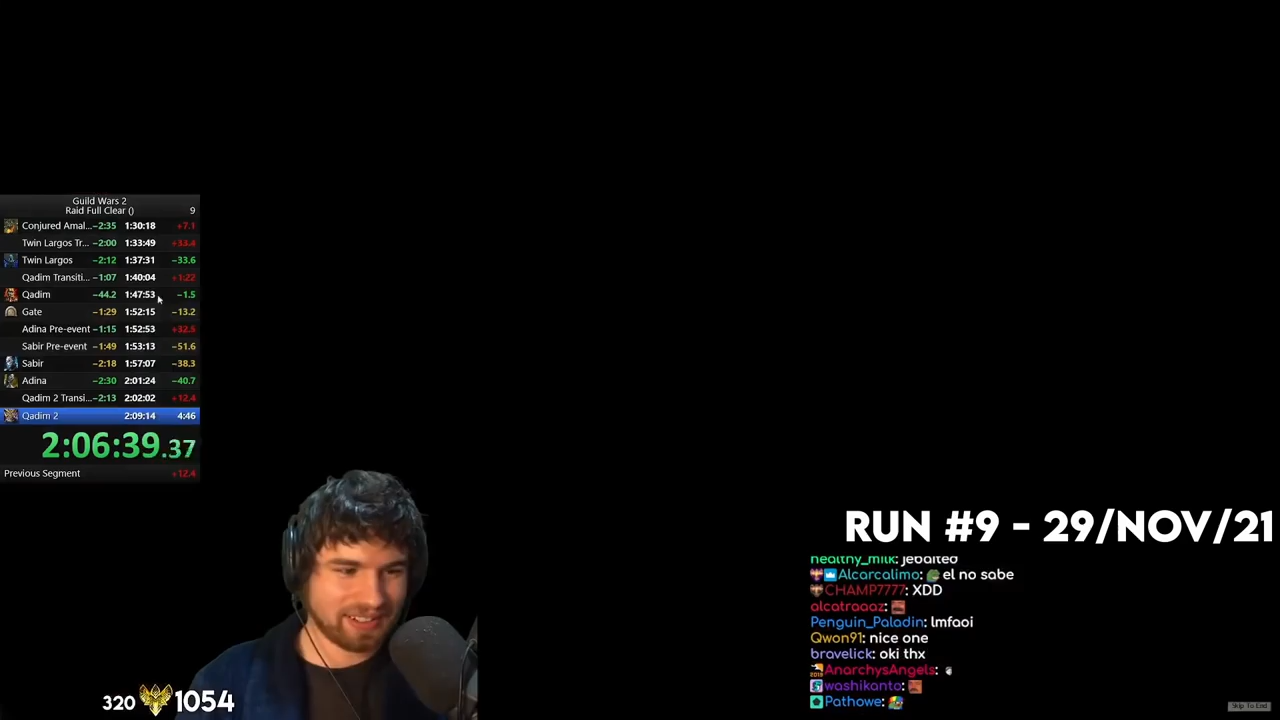 Guild Wars 2
Raid Full Clear () 9
Conjured Amal... −2:35 1:30:18 +7.1
Twin Largos Tr... −2:00 1:33:49 +33.4
Twin Largos −2:12 1:37:31 −33.6
Qadim Transiti... −1:07 1:40:04 +1:22
Qadim −44.2 1:47:53 −1.5
Gate −1:29 1:52:15 −13.2
Adina Pre-event −1:15 1:52:53 +32.5
Sabir Pre-event −1:49 1:53:13 −51.6
Sabir −2:18 1:57:07 −38.3
Adina −2:30 2:01:24 −40.7
Qadim 2 Transi... −2:13 2:02:02 +12.4
Qadim 2 2:09:14 4:46
2:06:39.37
Previous Segment +12.4
320 1054
RUN #9 - 29/NOV/21
healthy_milk: jebaited
Alcarcalimo: el no sabe
CHAMP7777: XDD
alcatraaaz:
Penguin_Paladin: lmfaoi
Qwon91: nice one
bravelick: oki thx
AnarchysAngels:
washikanto:
Pathowe:
Skip To End